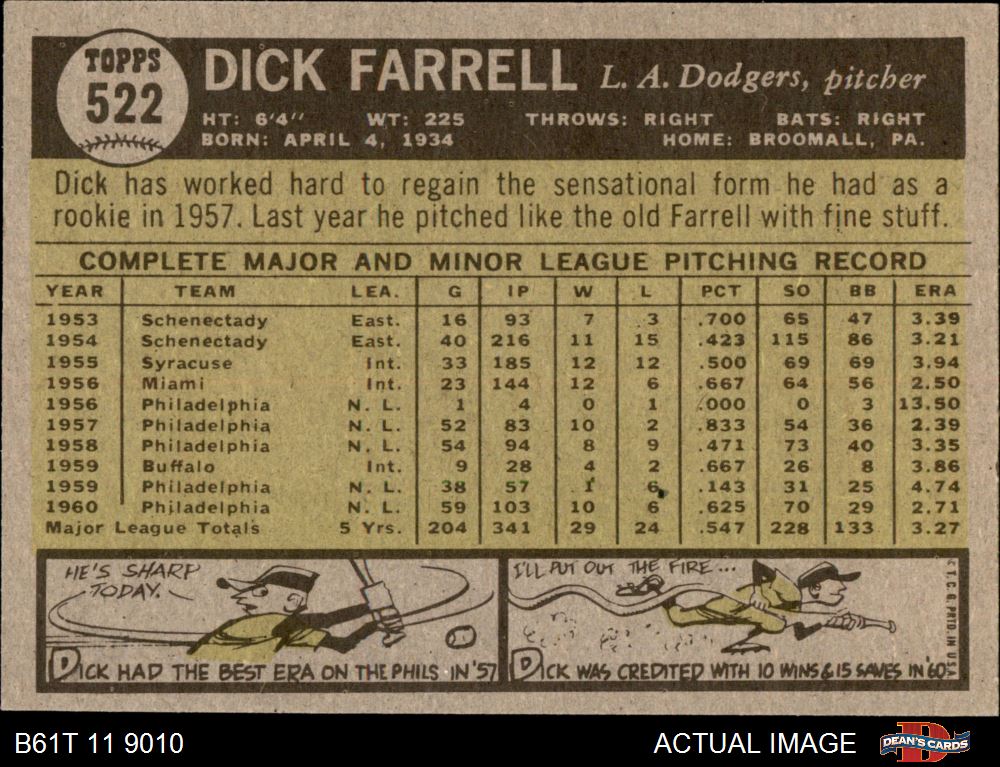 TOPPS
522
DICK FARRELL L. A. Dodgers, pitcher
HT: 6'4'' WT: 225 THROWS: RIGHT BATS: RIGHT
BORN: APRIL 4, 1934 HOME: BROOMALL, PA.
Dick has worked hard to regain the sensational form he had as a
rookie in 1957. Last year he pitched like the old Farrell with fine stuff.
COMPLETE MAJOR AND MINOR LEAGUE PITCHING RECORD
YEAR TEAM LEA. G IP W L PCT SO BB ERA
1953 Schenectady East. 16 93 7 3 .700 65 47 3.39
1954 Schenectady East. 40 216 11 15 .423 115 86 3.21
1955 Syracuse Int. 33 185 12 12 .500 69 69 3.94
1956 Miami Int. 23 144 12 6 .667 64 56 2.50
1956 Philadelphia N. L. 1 4 0 1 .000 0 3 13.50
1957 Philadelphia N. L. 52 83 10 2 .833 54 36 2.39
1958 Philadelphia N. L. 54 94 8 9 .471 73 40 3.35
1959 Buffalo Int. 9 28 4 2 .667 26 8 3.86
1959 Philadelphia N. L. 38 57 1 6 .143 31 25 4.74
1960 Philadelphia N. L. 59 103 10 6 .625 70 29 2.71
Major League Totals 5 Yrs. 204 341 29 24 .547 228 133 3.27
HE'S SHARP
TODAY.
DICK HAD THE BEST ERA ON THE PHILS IN '57
I'LL PUT OUT THE FIRE...
DICK WAS CREDITED WITH 10 WINS & 15 SAVES IN '60
© T. C. G. PRTD. IN U.S.A.
B61T 11 9010 ACTUAL IMAGE DEAN'S CARDS